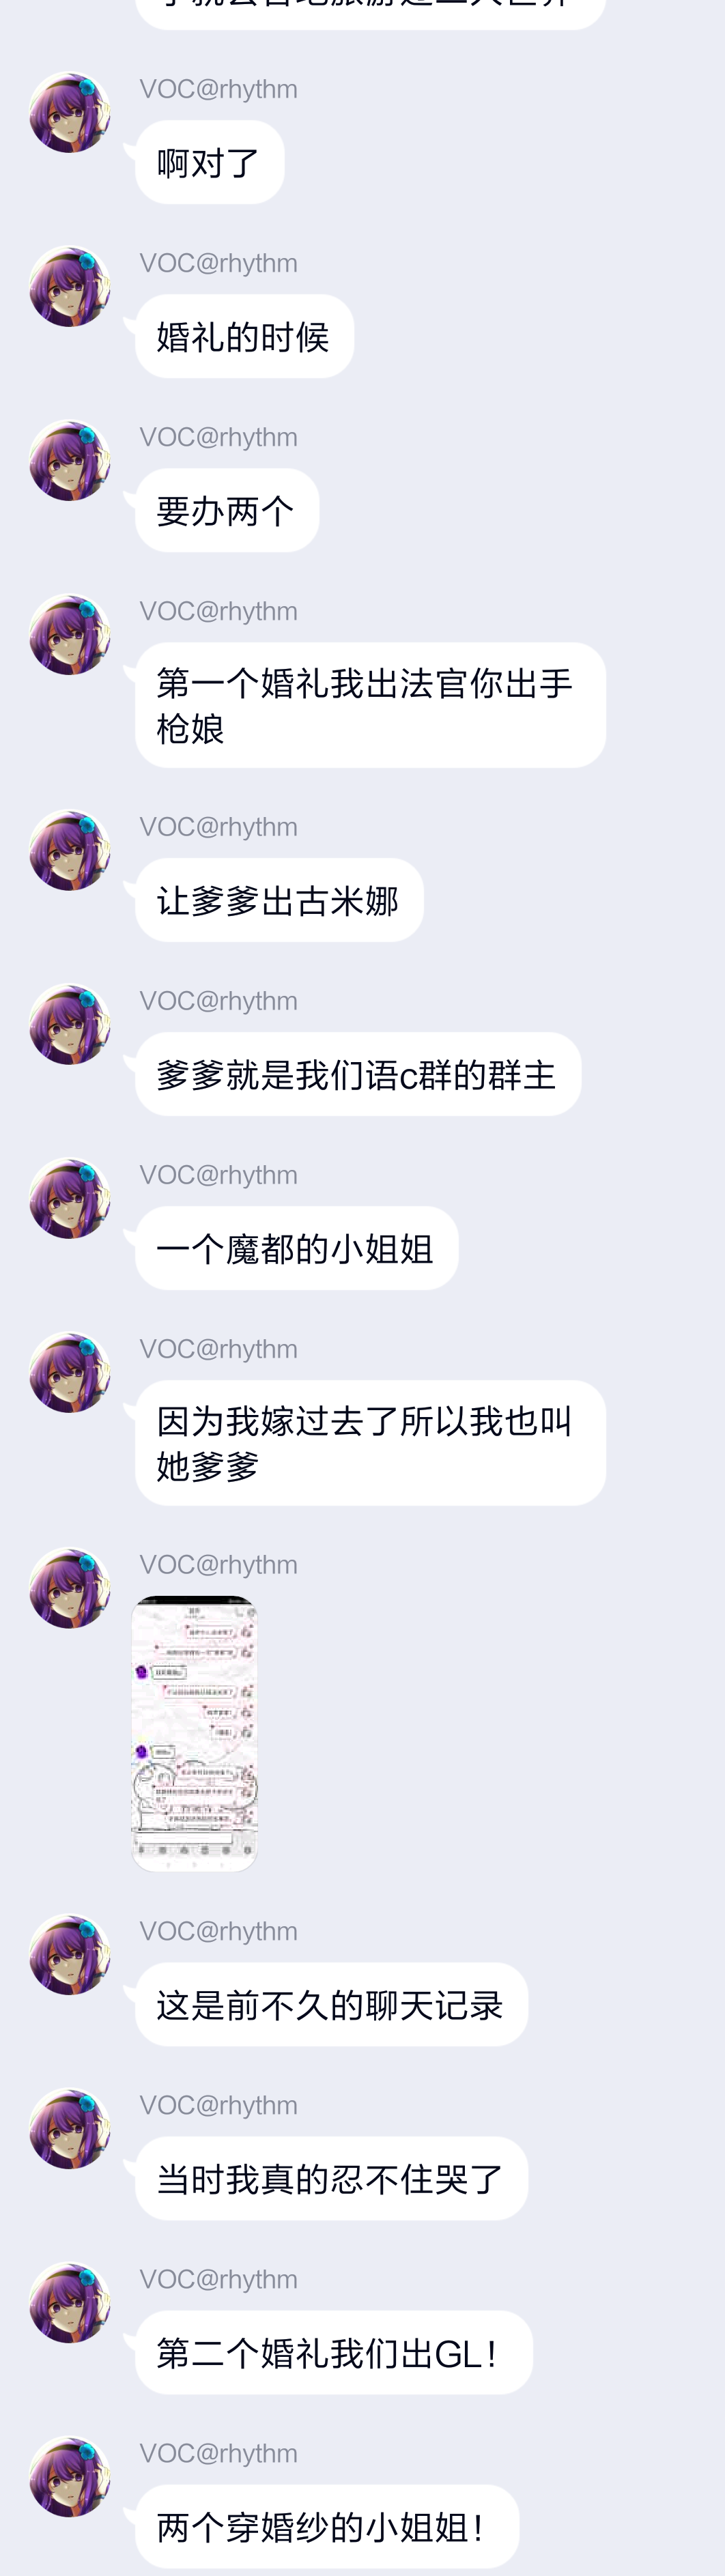 VOC@rhythm
啊对了
VOC@rhythm
婚礼的时候
VOC@rhythm
要办两个
VOC@rhythm
第一个婚礼我出法官你出手
枪娘
VOC@rhythm
让爹爹出古米娜
VOC@rhythm
爹爹就是我们语c群的群主
VOC@rhythm
一个魔都的小姐姐
VOC@rhythm
因为我嫁过去了所以我也叫
她爹爹
VOC@rhythm
VOC@rhythm
这是前不久的聊天记录
VOC@rhythm
当时我真的忍不住哭了
VOC@rhythm
第二个婚礼我们出GL！
VOC@rhythm
两个穿婚纱的小姐姐！